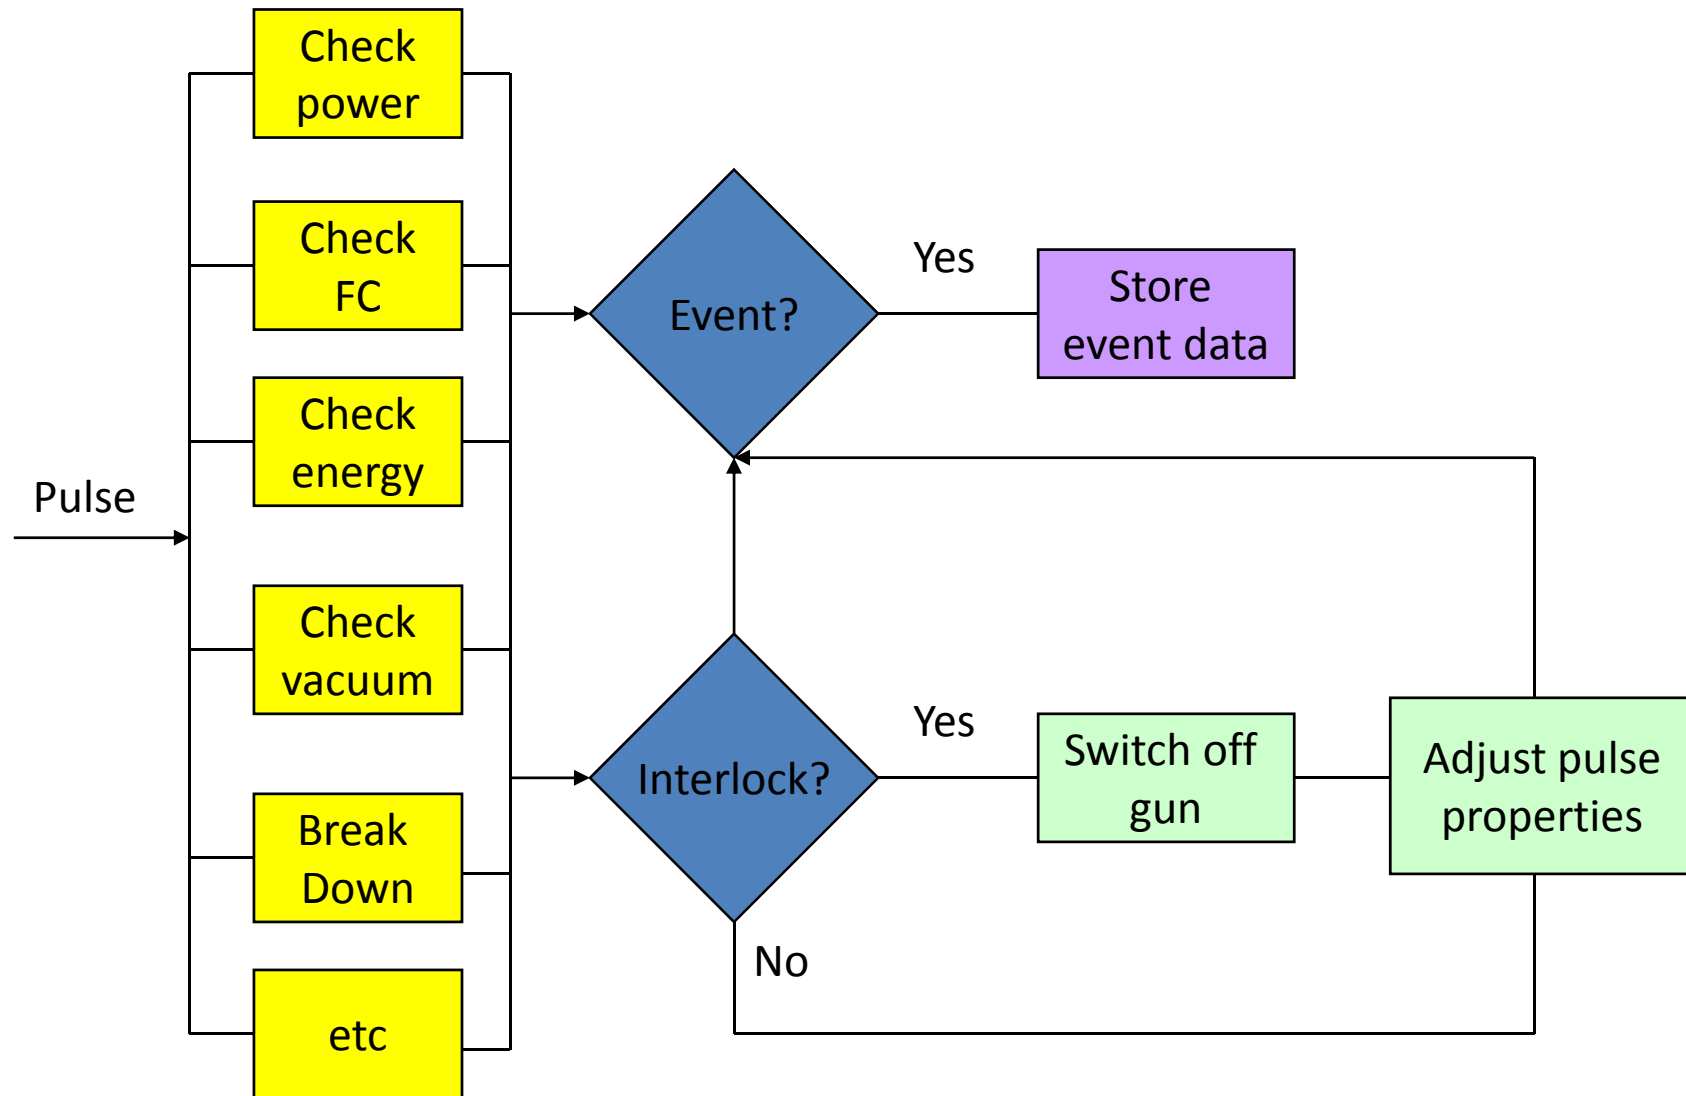 Pulse
Check
power
Check
FC
Check
energy
Check
vacuum
Break
Down
etc
Event?
Yes
Store
event data
Interlock?
Yes
No
Switch off
gun
Adjust pulse
properties